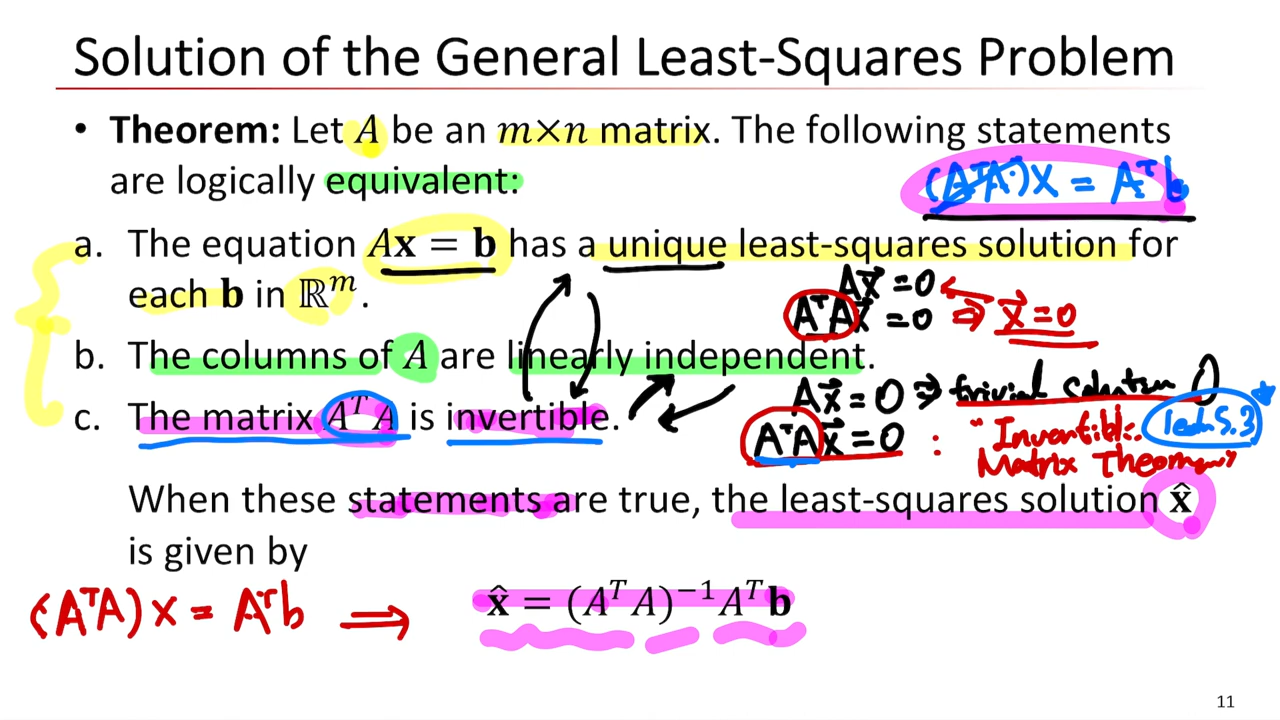 Solution of the General Least-Squares Problem
• Theorem: Let A be an m×n matrix. The following statements
are logically equivalent:
(AᵀA)x = Aᵀb
a. The equation Ax = b has a unique least-squares solution for
each b in ℝᵐ.
Ax⃗ = 0
AᵀAx⃗ = 0 ⇒ x⃗ = 0
b. The columns of A are linearly independent.
Ax⃗ = 0 ⇒ trivial solution
c. The matrix AᵀA is invertible.
AᵀAx⃗ = 0 : "Invertible
Matrix Theorem"
5.3
When these statements are true, the least-squares solution x̂
is given by
(AᵀA)x = Aᵀb ⟹ x̂ = (AᵀA)⁻¹Aᵀb
11